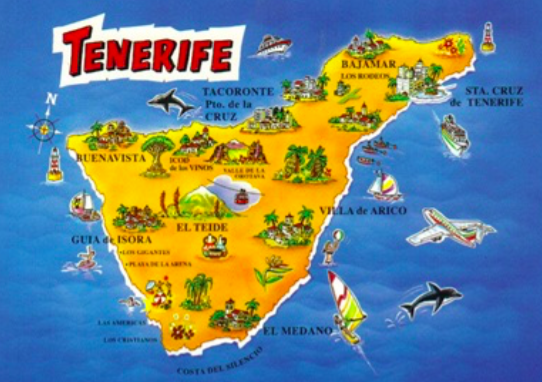 TENERIFE
BAJAMAR
LOS RODEOS
TACORONTE
Pto. de la
CRUZ
STA. CRUZ
de TENERIFE
N
BUENAVISTA
ICOD
de los VINOS
VALLE DE LA
OROTAVA
VILLA de ARICO
EL TEIDE
GUIA de ISORA
•LOS GIGANTES
•PLAYA DE LA ARENA
LAS AMERICAS
LOS CRISTIANOS
EL MEDANO
COSTA DEL SILENCIO